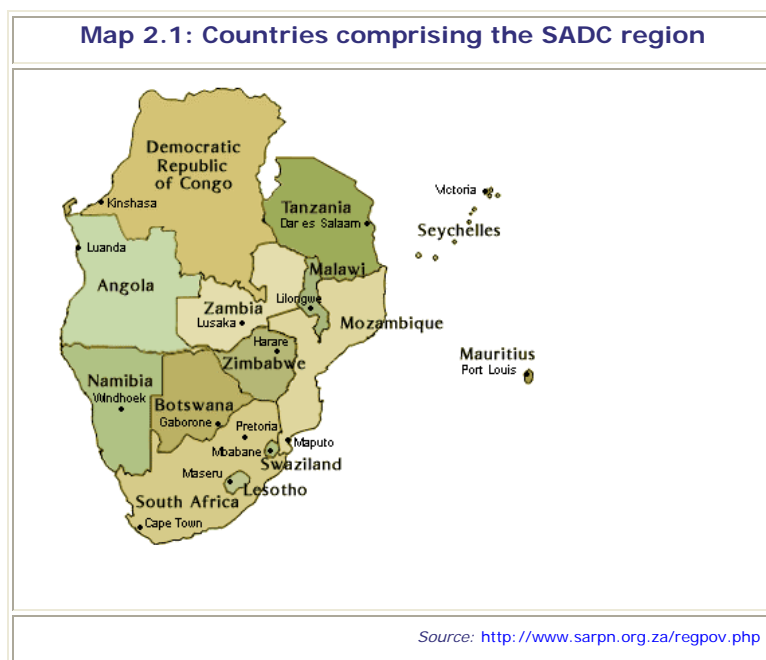 Map 2.1: Countries comprising the SADC region
Democratic
Republic
of Congo
Kinshasa
Tanzania
Dar es Salaam
Victoria
Seychelles
Luanda
Angola
Malawi
Zambia
Lilongwe
Lusaka
Mozambique
Harare
Zimbabwe
Mauritius
Port Louis
Namibia
Windhoek
Botswana
Gaborone
Pretoria
Maputo
Mbabane
Swaziland
Maseru
Lesotho
South Africa
Cape Town
Source: http://www.sarpn.org.za/regpov.php